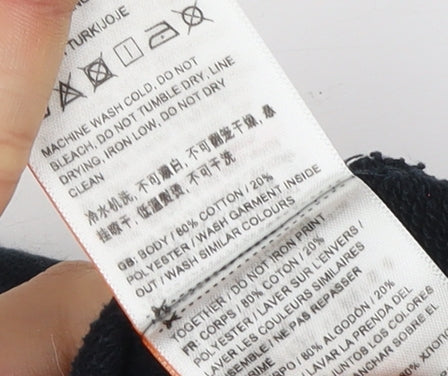 TURKIJOJE
MACHINE WASH COLD, DO NOT
BLEACH, DO NOT TUMBLE DRY, LINE
DRYING, IRON LOW, DO NOT DRY
CLEAN
冷水机洗，不可漂白，不可翻笼干燥，悬
挂晾干，低温熨烫，不可干洗
GB, BODY / 80% COTTON / 20%
POLYESTER / WASH GARMENT INSIDE
OUT / WASH SIMILAR COLOURS
TOGETHER / DO NOT IRON PRINT
FR, CORPS / 80% COTON / 20%
POLYESTER / LAVER SUR L'ENVERS /
LAVER LES COULEURS SIMILAIRES
ENSEMBLE / NE PAS REPASSER
80% ALGODÓN / 20%
LAVAR LA PRENDA DEL
JUNTOS LOS COLORES